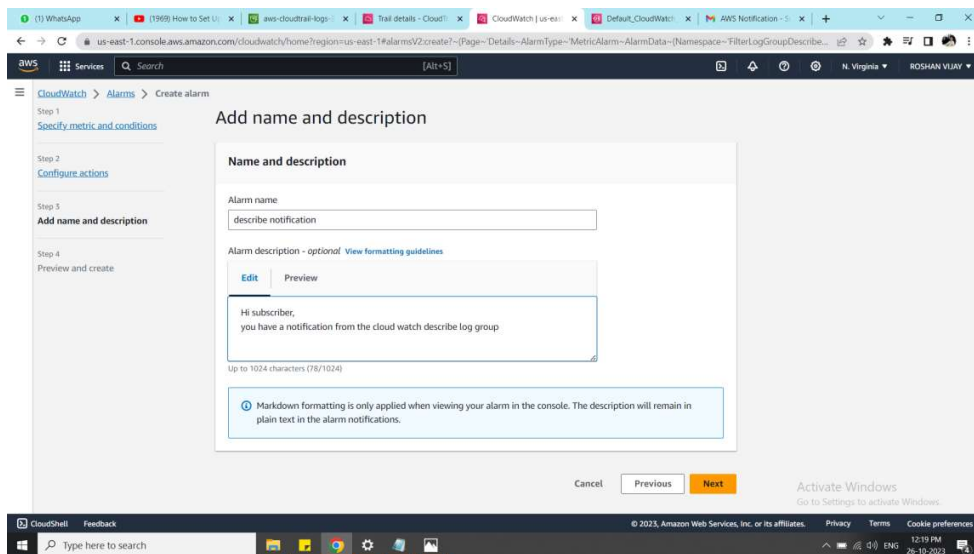 (1) WhatsApp
(1969) How to Set U
aws-cloudtrail-logs-
Trail details - CloudT
CloudWatch | us-ea
Default_CloudWatc
AWS Notification - S
us-east-1.console.aws.amazon.com/cloudwatch/home?region=us-east-1#alarmsV2:create?~(Page~'Details~AlarmType~'MetricAlarm~AlarmData~(Namespace~'FilterLogGroupDescribe...
aws
Services
Search
[Alt+S]
N. Virginia
ROSHAN VIJAY
CloudWatch > Alarms > Create alarm
Step 1
Specify metric and conditions
Step 2
Configure actions
Step 3
Add name and description
Step 4
Preview and create
Add name and description
Name and description
Alarm name
describe notification
Alarm description - optional View formatting guidelines
Edit Preview
Hi subscriber,
you have a notification from the cloud watch describe log group
Up to 1024 characters (78/1024)
Markdown formatting is only applied when viewing your alarm in the console. The description will remain in
plain text in the alarm notifications.
Cancel Previous Next
Activate Windows
Go to Settings to activate Windows.
CloudShell Feedback
© 2023, Amazon Web Services, Inc. or its affiliates. Privacy Terms Cookie preferences
Type here to search
ENG
12:19 PM
26-10-2023